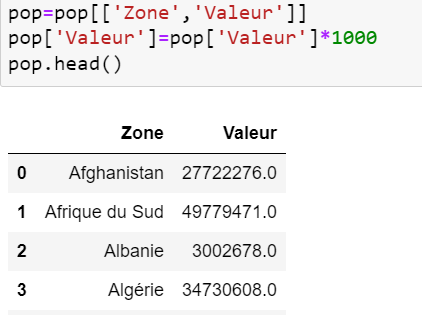 pop=pop[['Zone','Valeur']]
pop['Valeur']=pop['Valeur']*1000
pop.head()
Zone Valeur
0 Afghanistan 27722276.0
1 Afrique du Sud 49779471.0
2 Albanie 3002678.0
3 Algérie 34730608.0